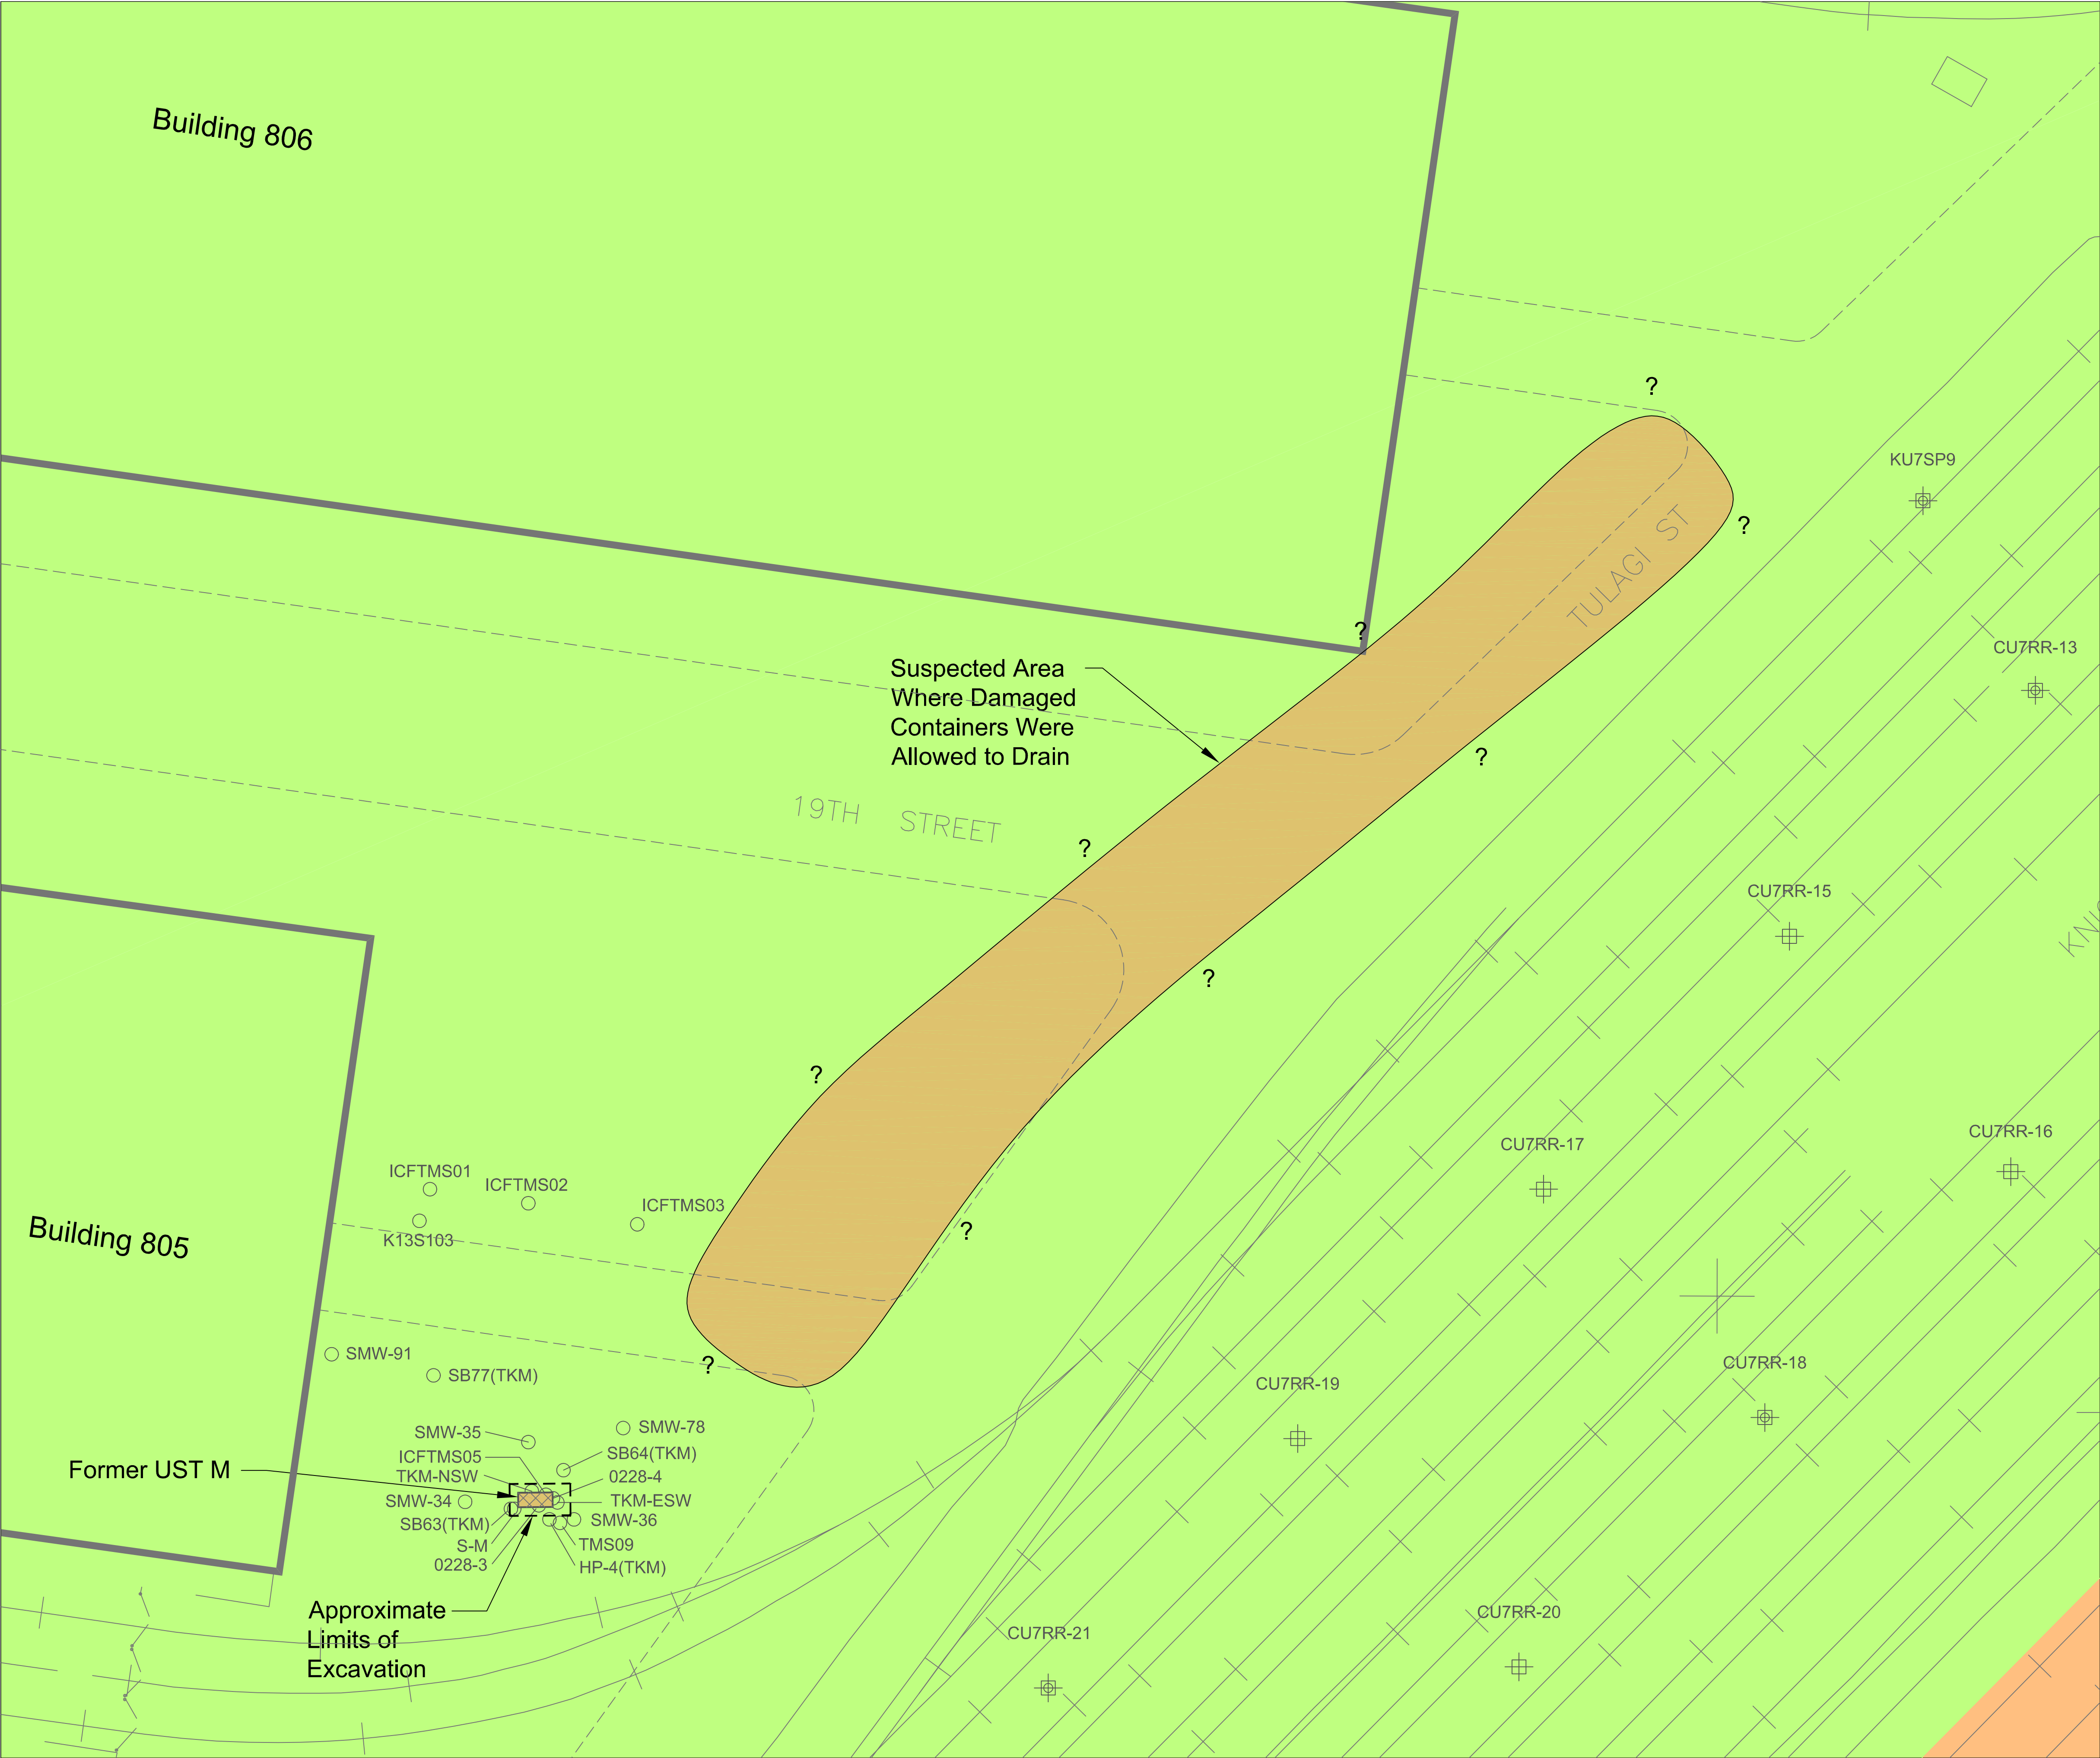 Building 806
?
KU7SP9
?
TULAGI ST
?
CU7RR-13
Suspected Area
Where Damaged
Containers Were
Allowed to Drain
?
19TH STREET
?
CU7RR-15
?
?
CU7RR-16
CU7RR-17
ICFTMS01
ICFTMS02
ICFTMS03
K13S103
Building 805
?
SMW-91
?
SB77(TKM)
CU7RR-18
CU7RR-19
SMW-78
SMW-35
SB64(TKM)
ICFTMS05
Former UST M
TKM-NSW
0228-4
SMW-34
TKM-ESW
SB63(TKM)
SMW-36
S-M
TMS09
0228-3
HP-4(TKM)
Approximate
Limits of
Excavation
CU7RR-20
CU7RR-21